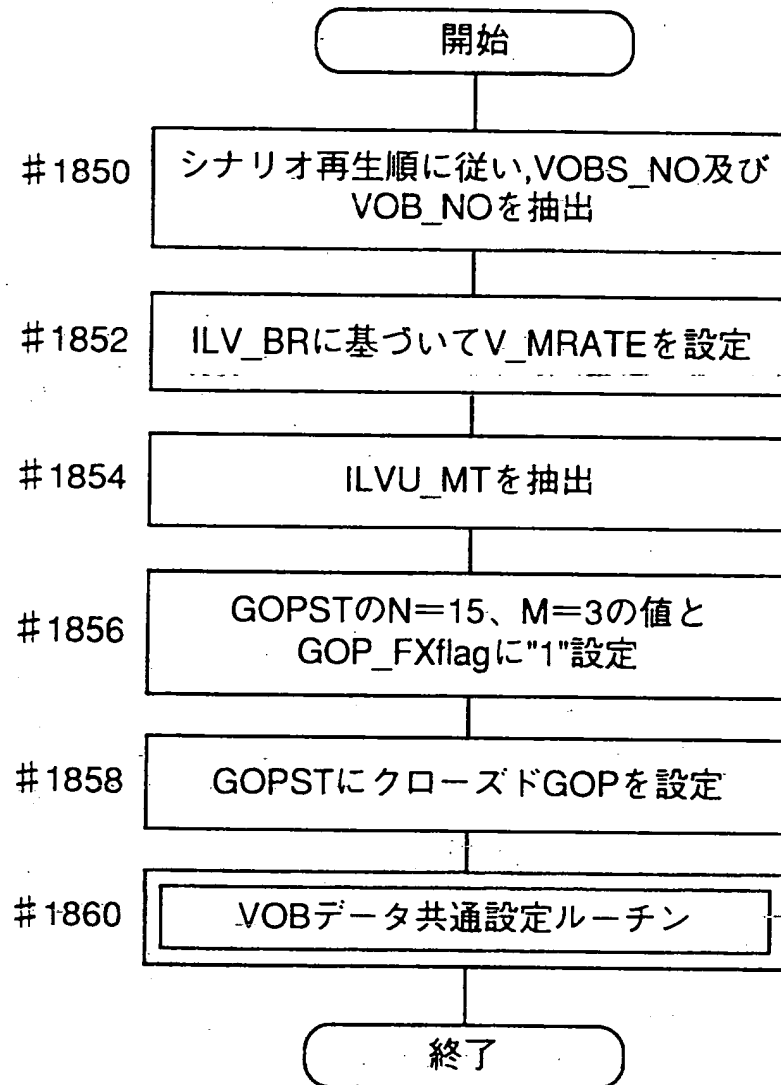 開始
#1850
シナリオ再生順に従い,VOBS_NO及び
VOB_NOを抽出
#1852
ILV_BRに基づいてV_MRATEを設定
#1854
ILVU_MTを抽出
#1856
GOPSTのN=15、M=3の値と
GOP_FXflagに"1"設定
#1858
GOPSTにクローズドGOPを設定
#1860
VOBデータ共通設定ルーチン
終了